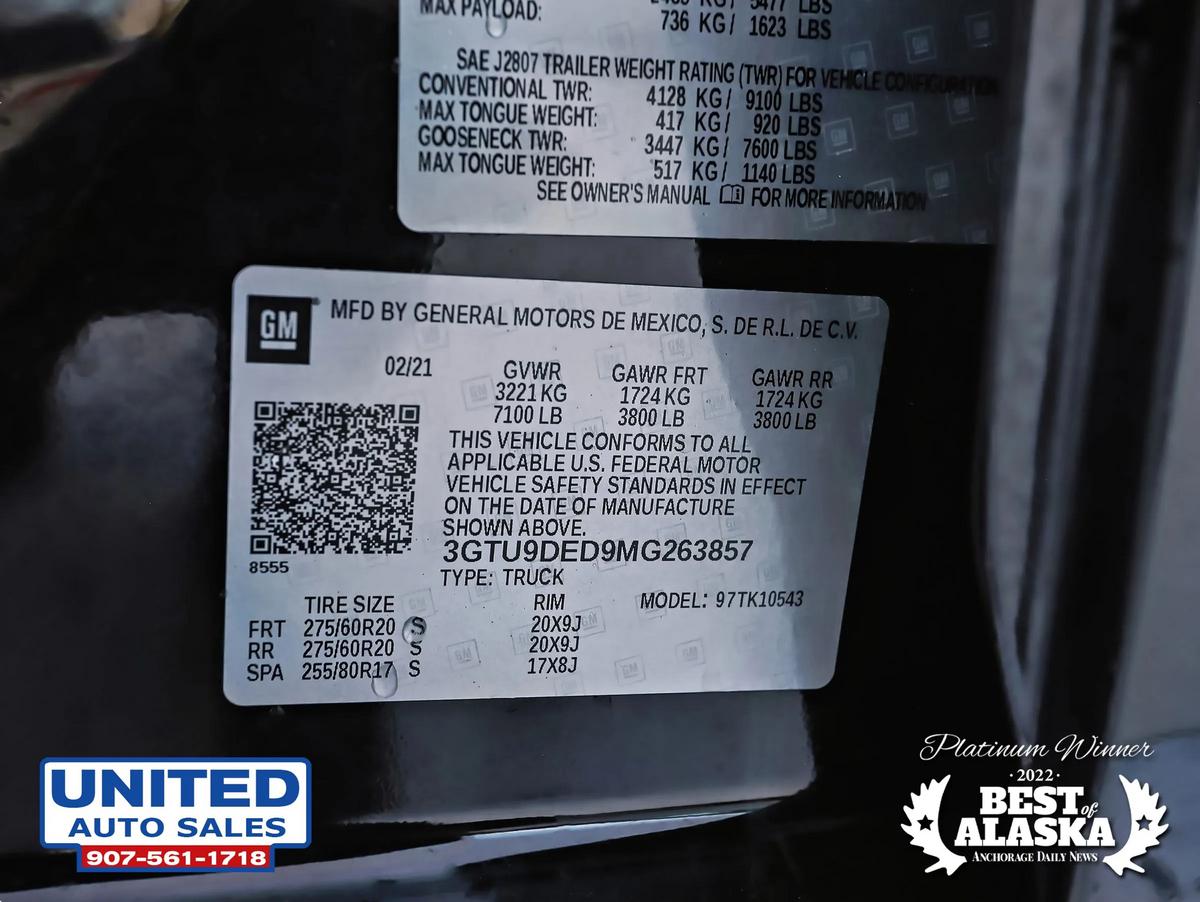 MAX PAYLOAD: 736 KG/ 1623 LBS
SAE J2807 TRAILER WEIGHT RATING (TWR) FOR VEHICLE CONFIGURATION
CONVENTIONAL TWR: 4128 KG/ 9100 LBS
MAX TONGUE WEIGHT: 417 KG/ 920 LBS
GOOSENECK TWR: 3447 KG/ 7600 LBS
MAX TONGUE WEIGHT: 517 KG/ 1140 LBS
SEE OWNER'S MANUAL FOR MORE INFORMATION
GM
MFD BY GENERAL MOTORS DE MEXICO, S. DE R.L. DE C.V.
02/21 GVWR GAWR FRT GAWR RR
3221 KG 1724 KG 1724 KG
7100 LB 3800 LB 3800 LB
THIS VEHICLE CONFORMS TO ALL
APPLICABLE U.S. FEDERAL MOTOR
VEHICLE SAFETY STANDARDS IN EFFECT
ON THE DATE OF MANUFACTURE
SHOWN ABOVE.
3GTU9DED9MG263857
8555
TYPE: TRUCK
TIRE SIZE RIM MODEL: 97TK10543
FRT 275/60R20 S 20X9J
RR 275/60R20 S 20X9J
SPA 255/80R17 S 17X8J
UNITED
AUTO SALES
907-561-1718
Platinum Winner
·2022·
BEST of
ALASKA
ANCHORAGE DAILY NEWS